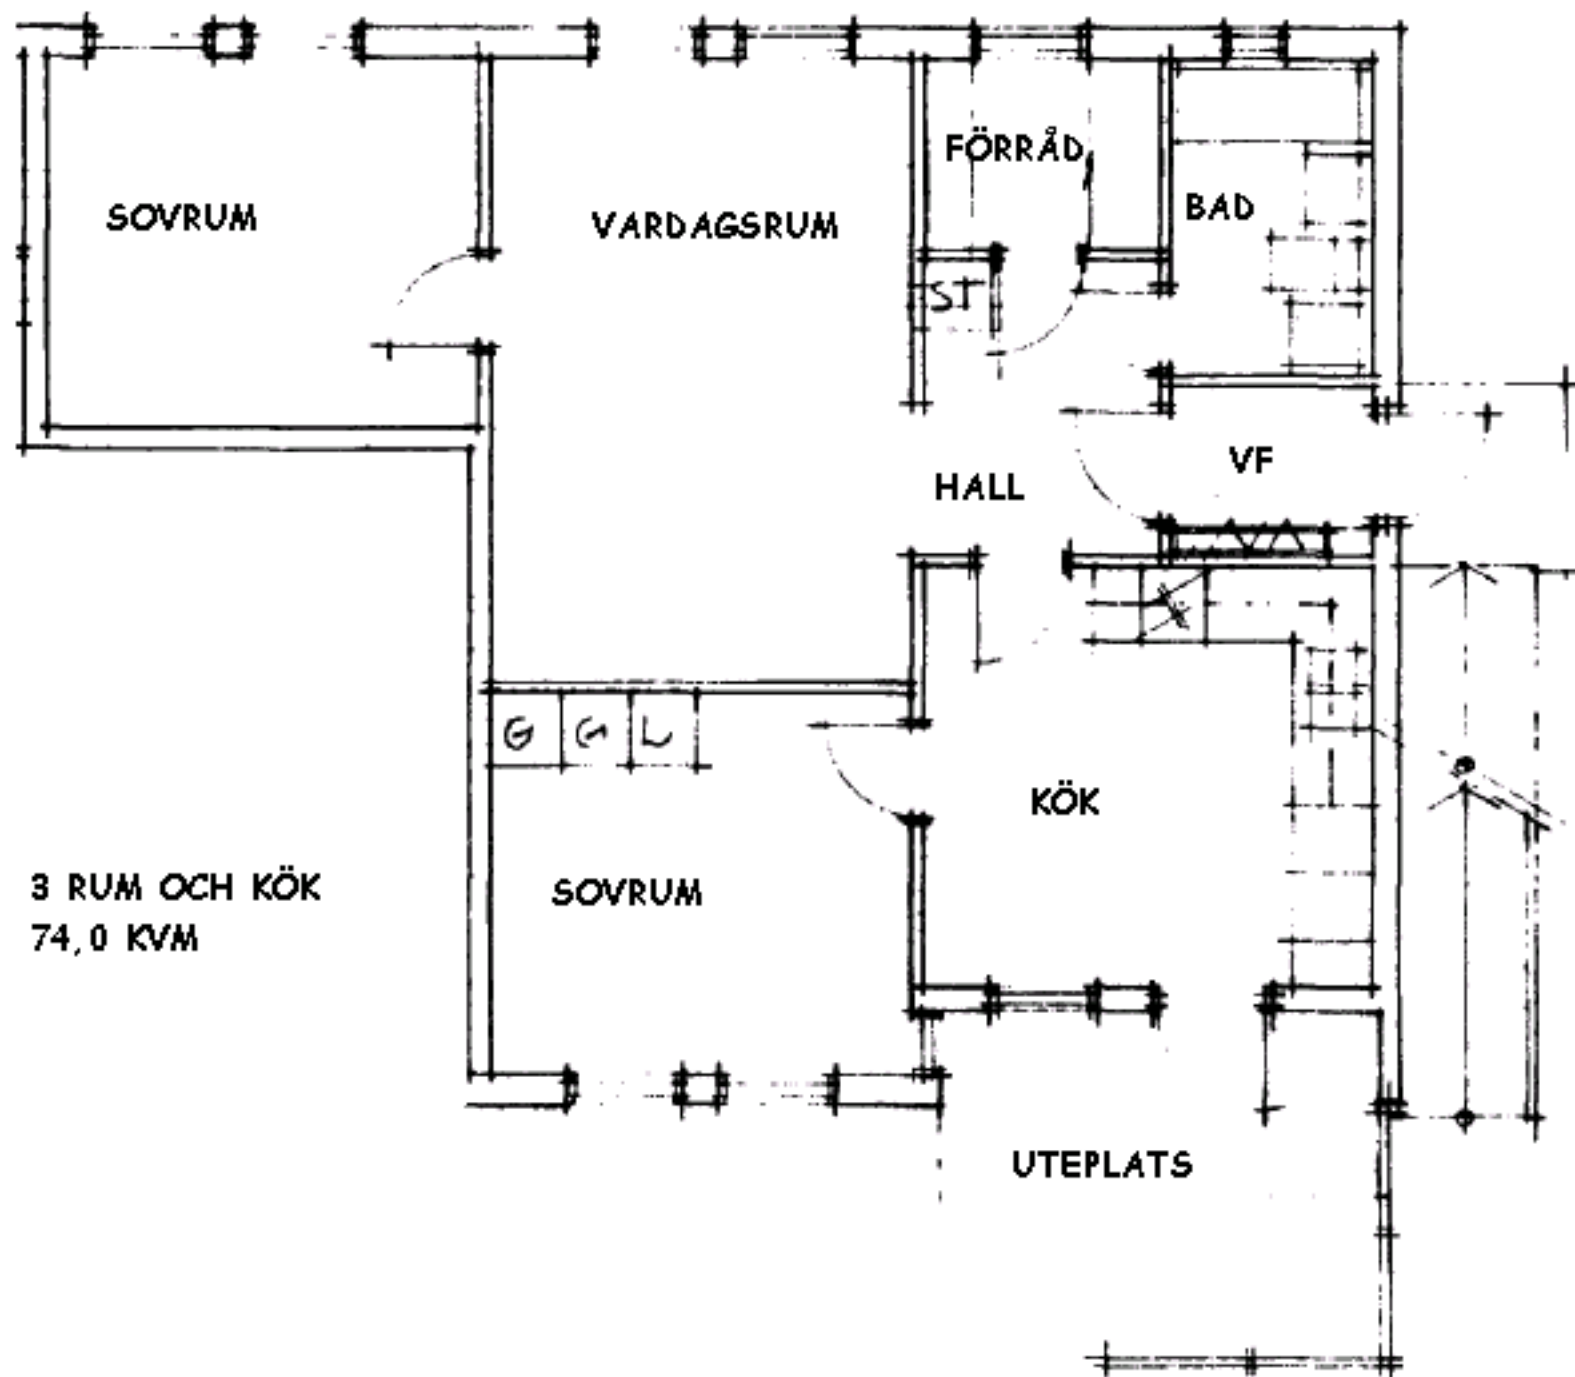 FÖRRÅD
SOVRUM
VARDAGSRUM
BAD
ST
HALL
VF
G G L
KÖK
3 RUM OCH KÖK
74,0 KVM
SOVRUM
UTEPLATS